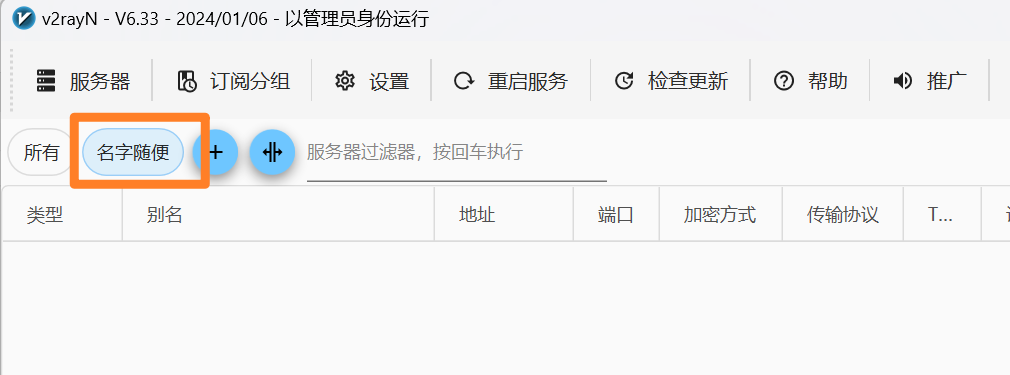 v2rayN - V6.33 - 2024/01/06 - 以管理员身份运行
服务器 订阅分组 设置 重启服务 检查更新 帮助 推广
所有 名字随便 + 服务器过滤器，按回车执行
类型 别名 地址 端口 加密方式 传输协议 T...